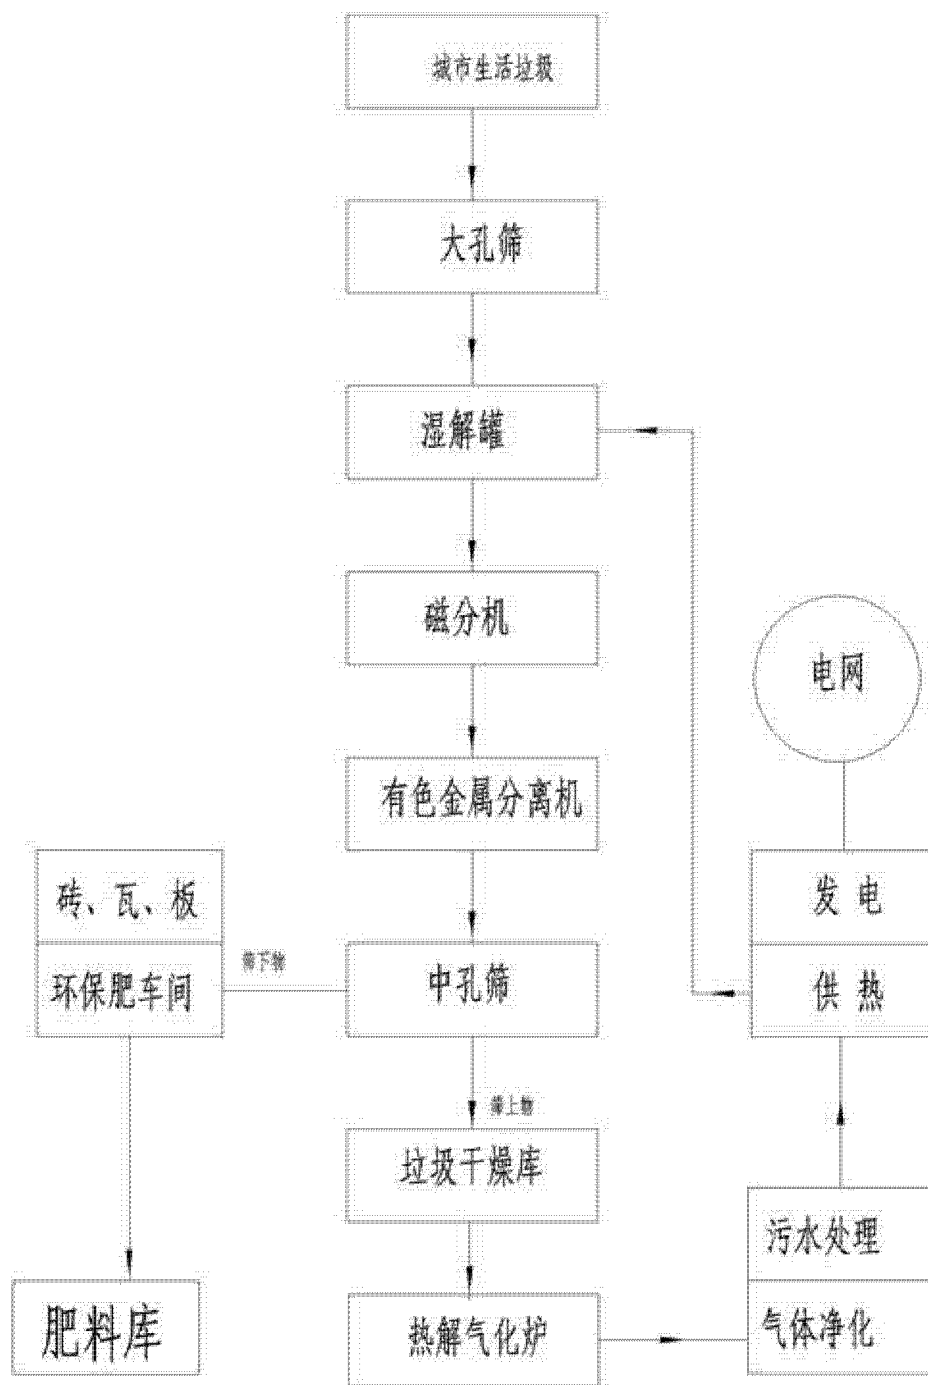 城市生活垃圾
大孔筛
湿解罐
磁分机
电网
有色金属分离机
砖、瓦、板
发电
环保肥车间
筛下物
中孔筛
供热
筛上物
垃圾干燥库
污水处理
肥料库
热解气化炉
气体净化